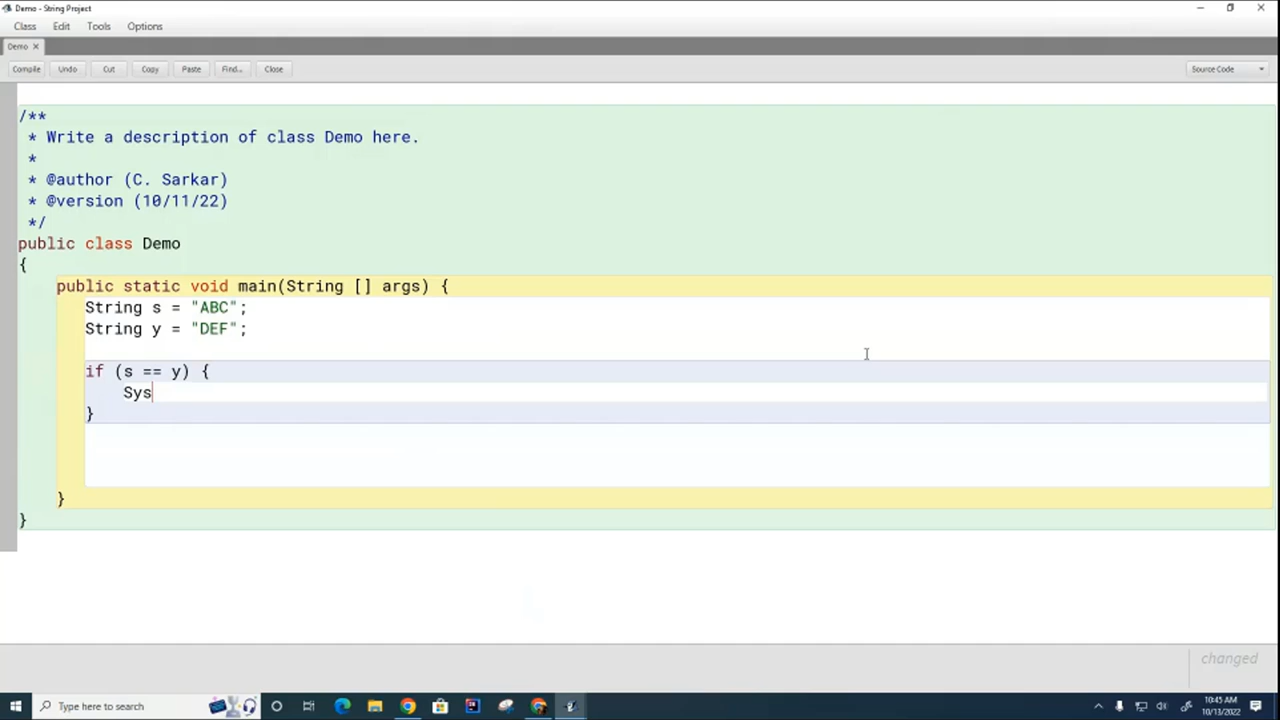 Demo - String Project
Class Edit Tools Options
Demo
Compile Undo Cut Copy Paste Find... Close Source Code
/**
* Write a description of class Demo here.
*
* @author (C. Sarkar)
* @version (10/11/22)
*/
public class Demo
{
public static void main(String [] args) {
String s = "ABC";
String y = "DEF";
if (s == y) {
Sys
}
}
}
changed
Type here to search
10:45 AM
10/13/2022